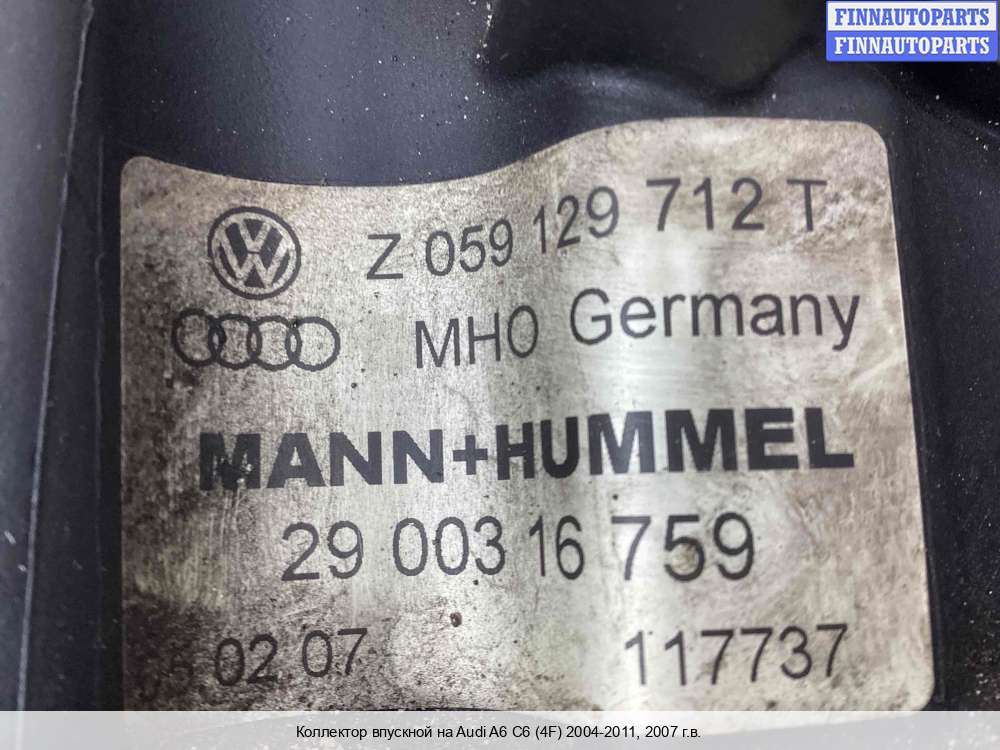 FINNAUTOPARTS
FINNAUTOPARTS
Z 059 129 712 T
MHO Germany
MANN+HUMMEL
29 003 16 759
02 07 117737
Коллектор впускной на Audi A6 C6 (4F) 2004-2011, 2007 г.в.